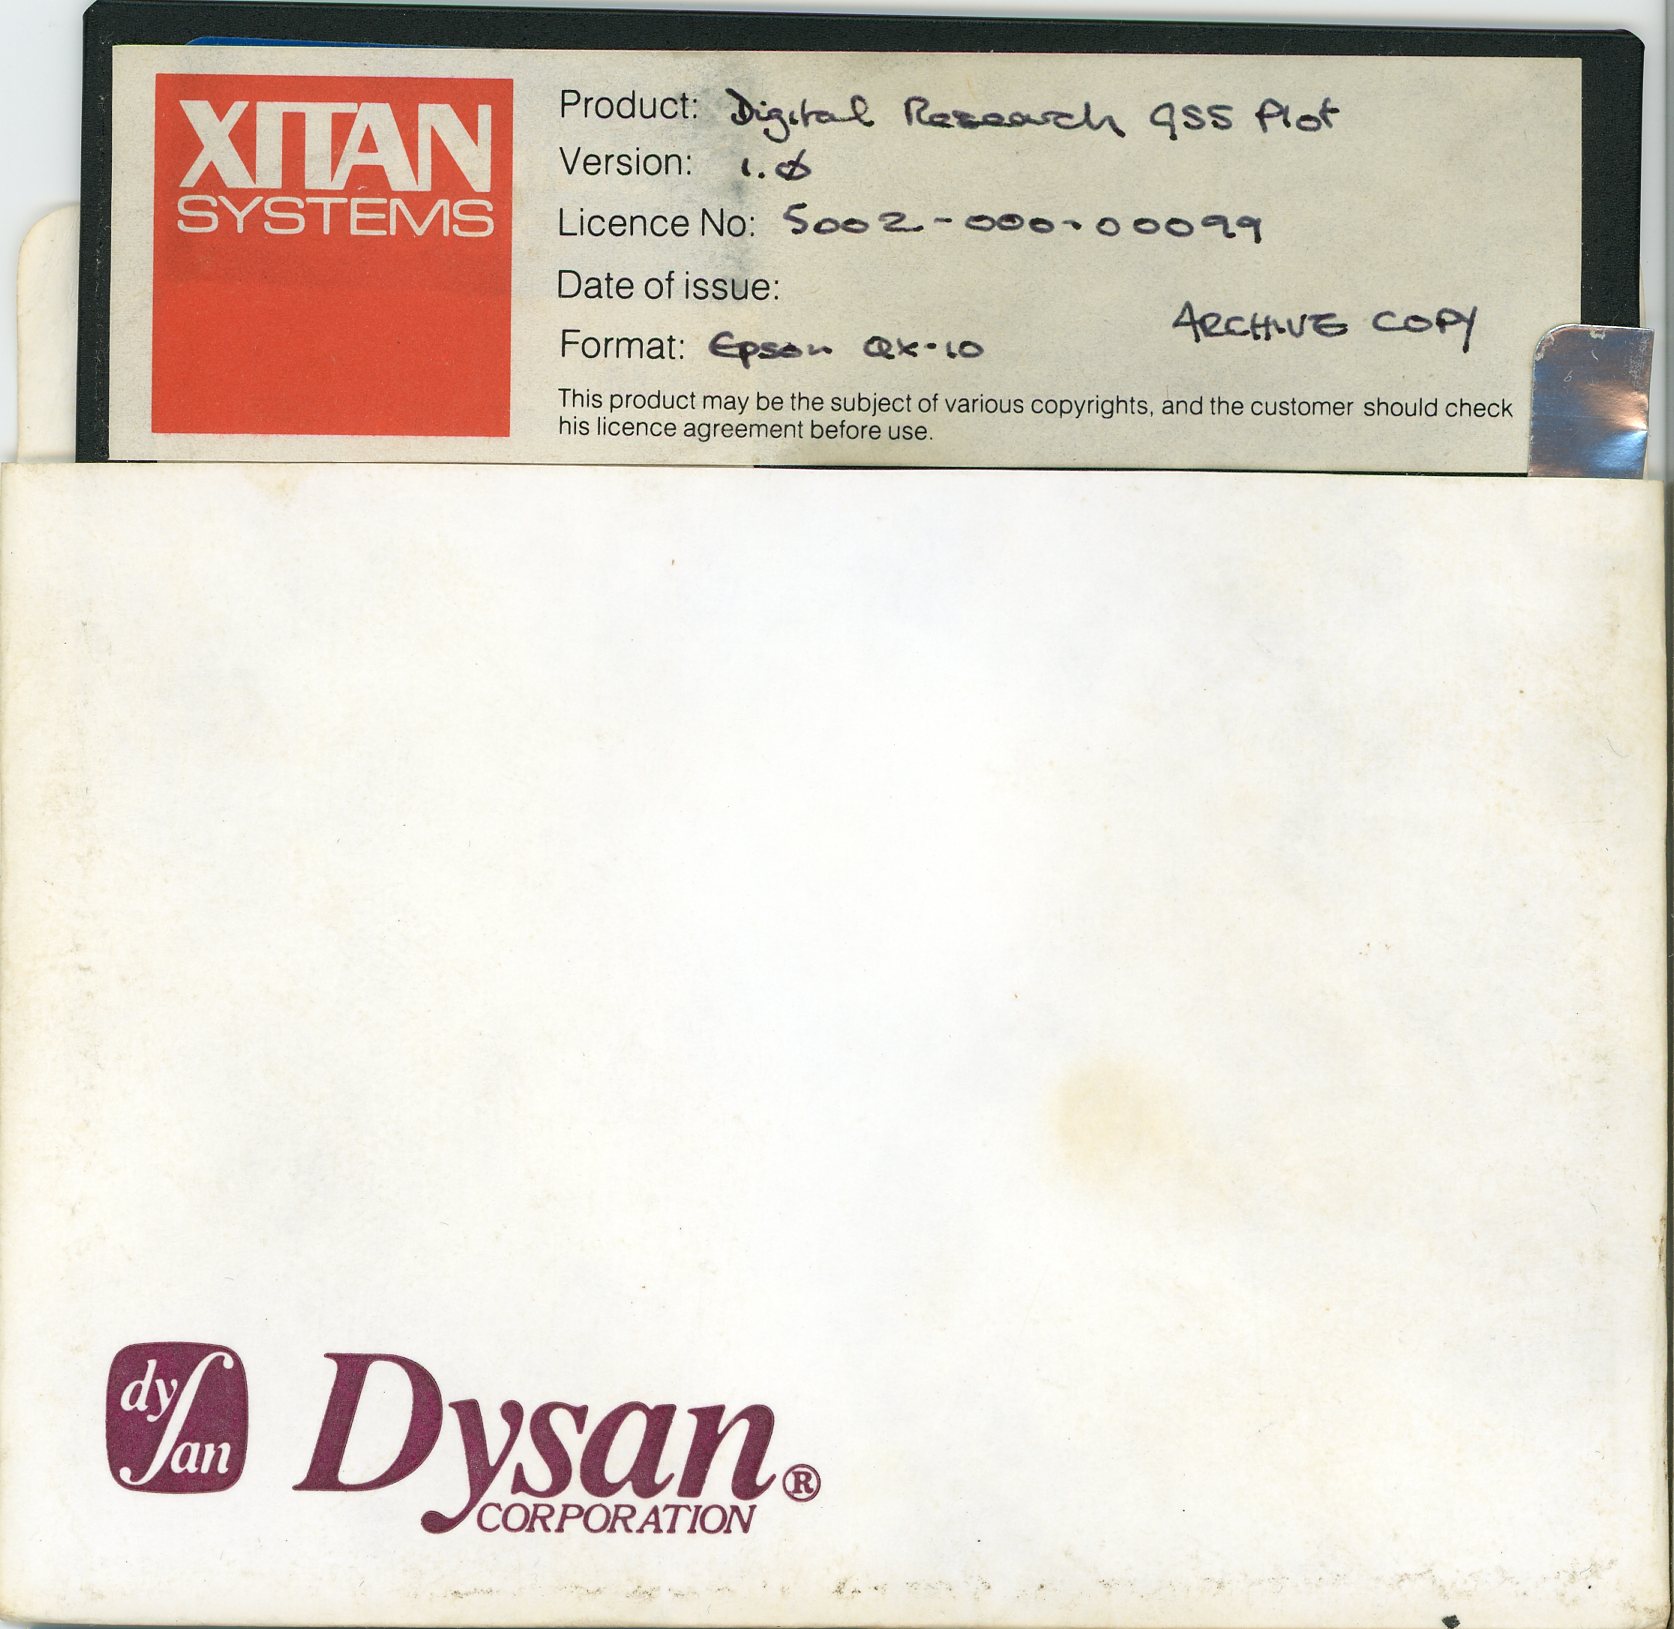 XITAN
SYSTEMS
Product: Digital Research GSS Plot
Version: 1.0
Licence No: 5002-000-00099
Date of issue:
ARCHIVE COPY
Format: Epson QX-10
This product may be the subject of various copyrights, and the customer should check
his licence agreement before use.
dysan
Dysan®
CORPORATION